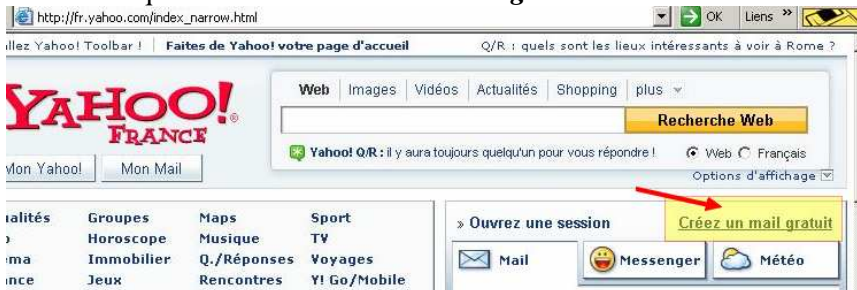 http://fr.yahoo.com/index_narrow.html OK Liens »
Yahoo! Toolbar ! Faites de Yahoo! votre page d'accueil Q/R : quels sont les lieux intéressants à voir à Rome ?
YAHOO!
FRANCE
Web Images Vidéos Actualités Shopping plus
Recherche Web
Yahoo! Q/R : il y aura toujours quelqu'un pour vous répondre ! Web Français
Mon Yahoo! Mon Mail
Options d'affichage
Groupes Maps Sport
Horoscope Musique TV
Immobilier Q./Réponses Voyages
Jeux Rencontres Y! Go/Mobile
» Ouvrez une session Créez un mail gratuit
Mail Messenger Météo